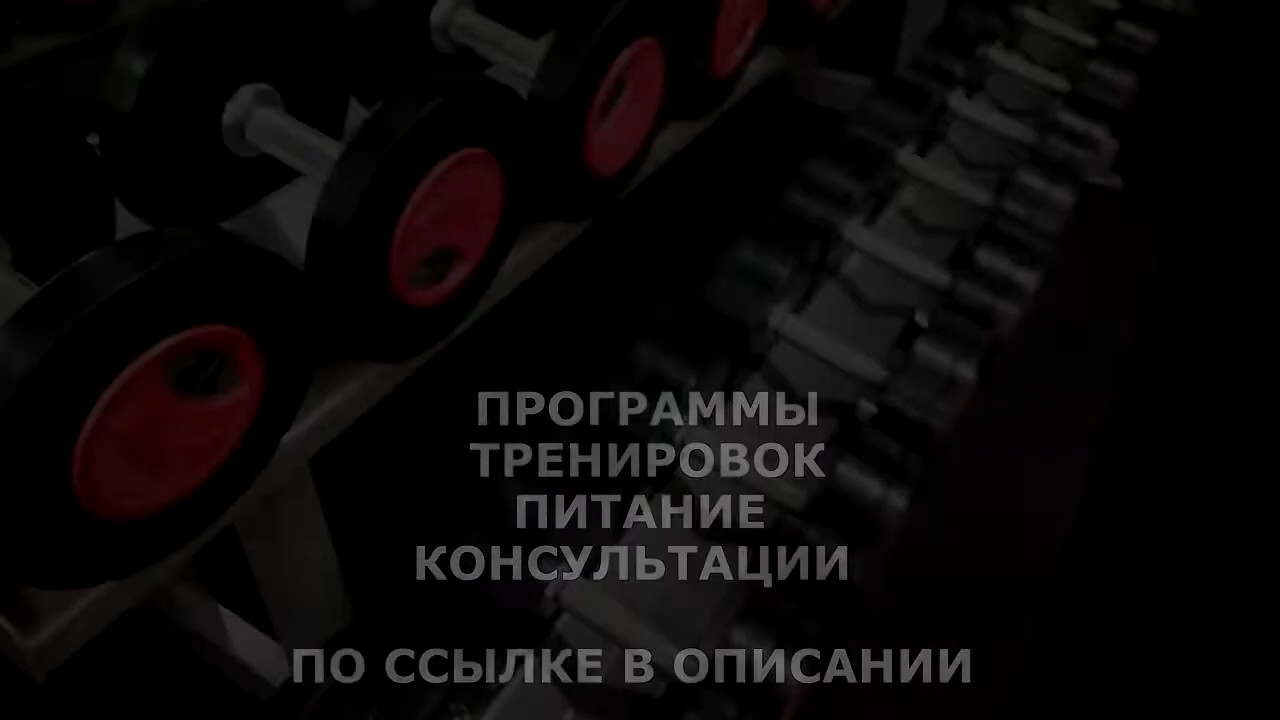 ПРОГРАММЫ
ТРЕНИРОВОК
ПИТАНИЕ
КОНСУЛЬТАЦИИ
ПО ССЫЛКЕ В ОПИСАНИИ